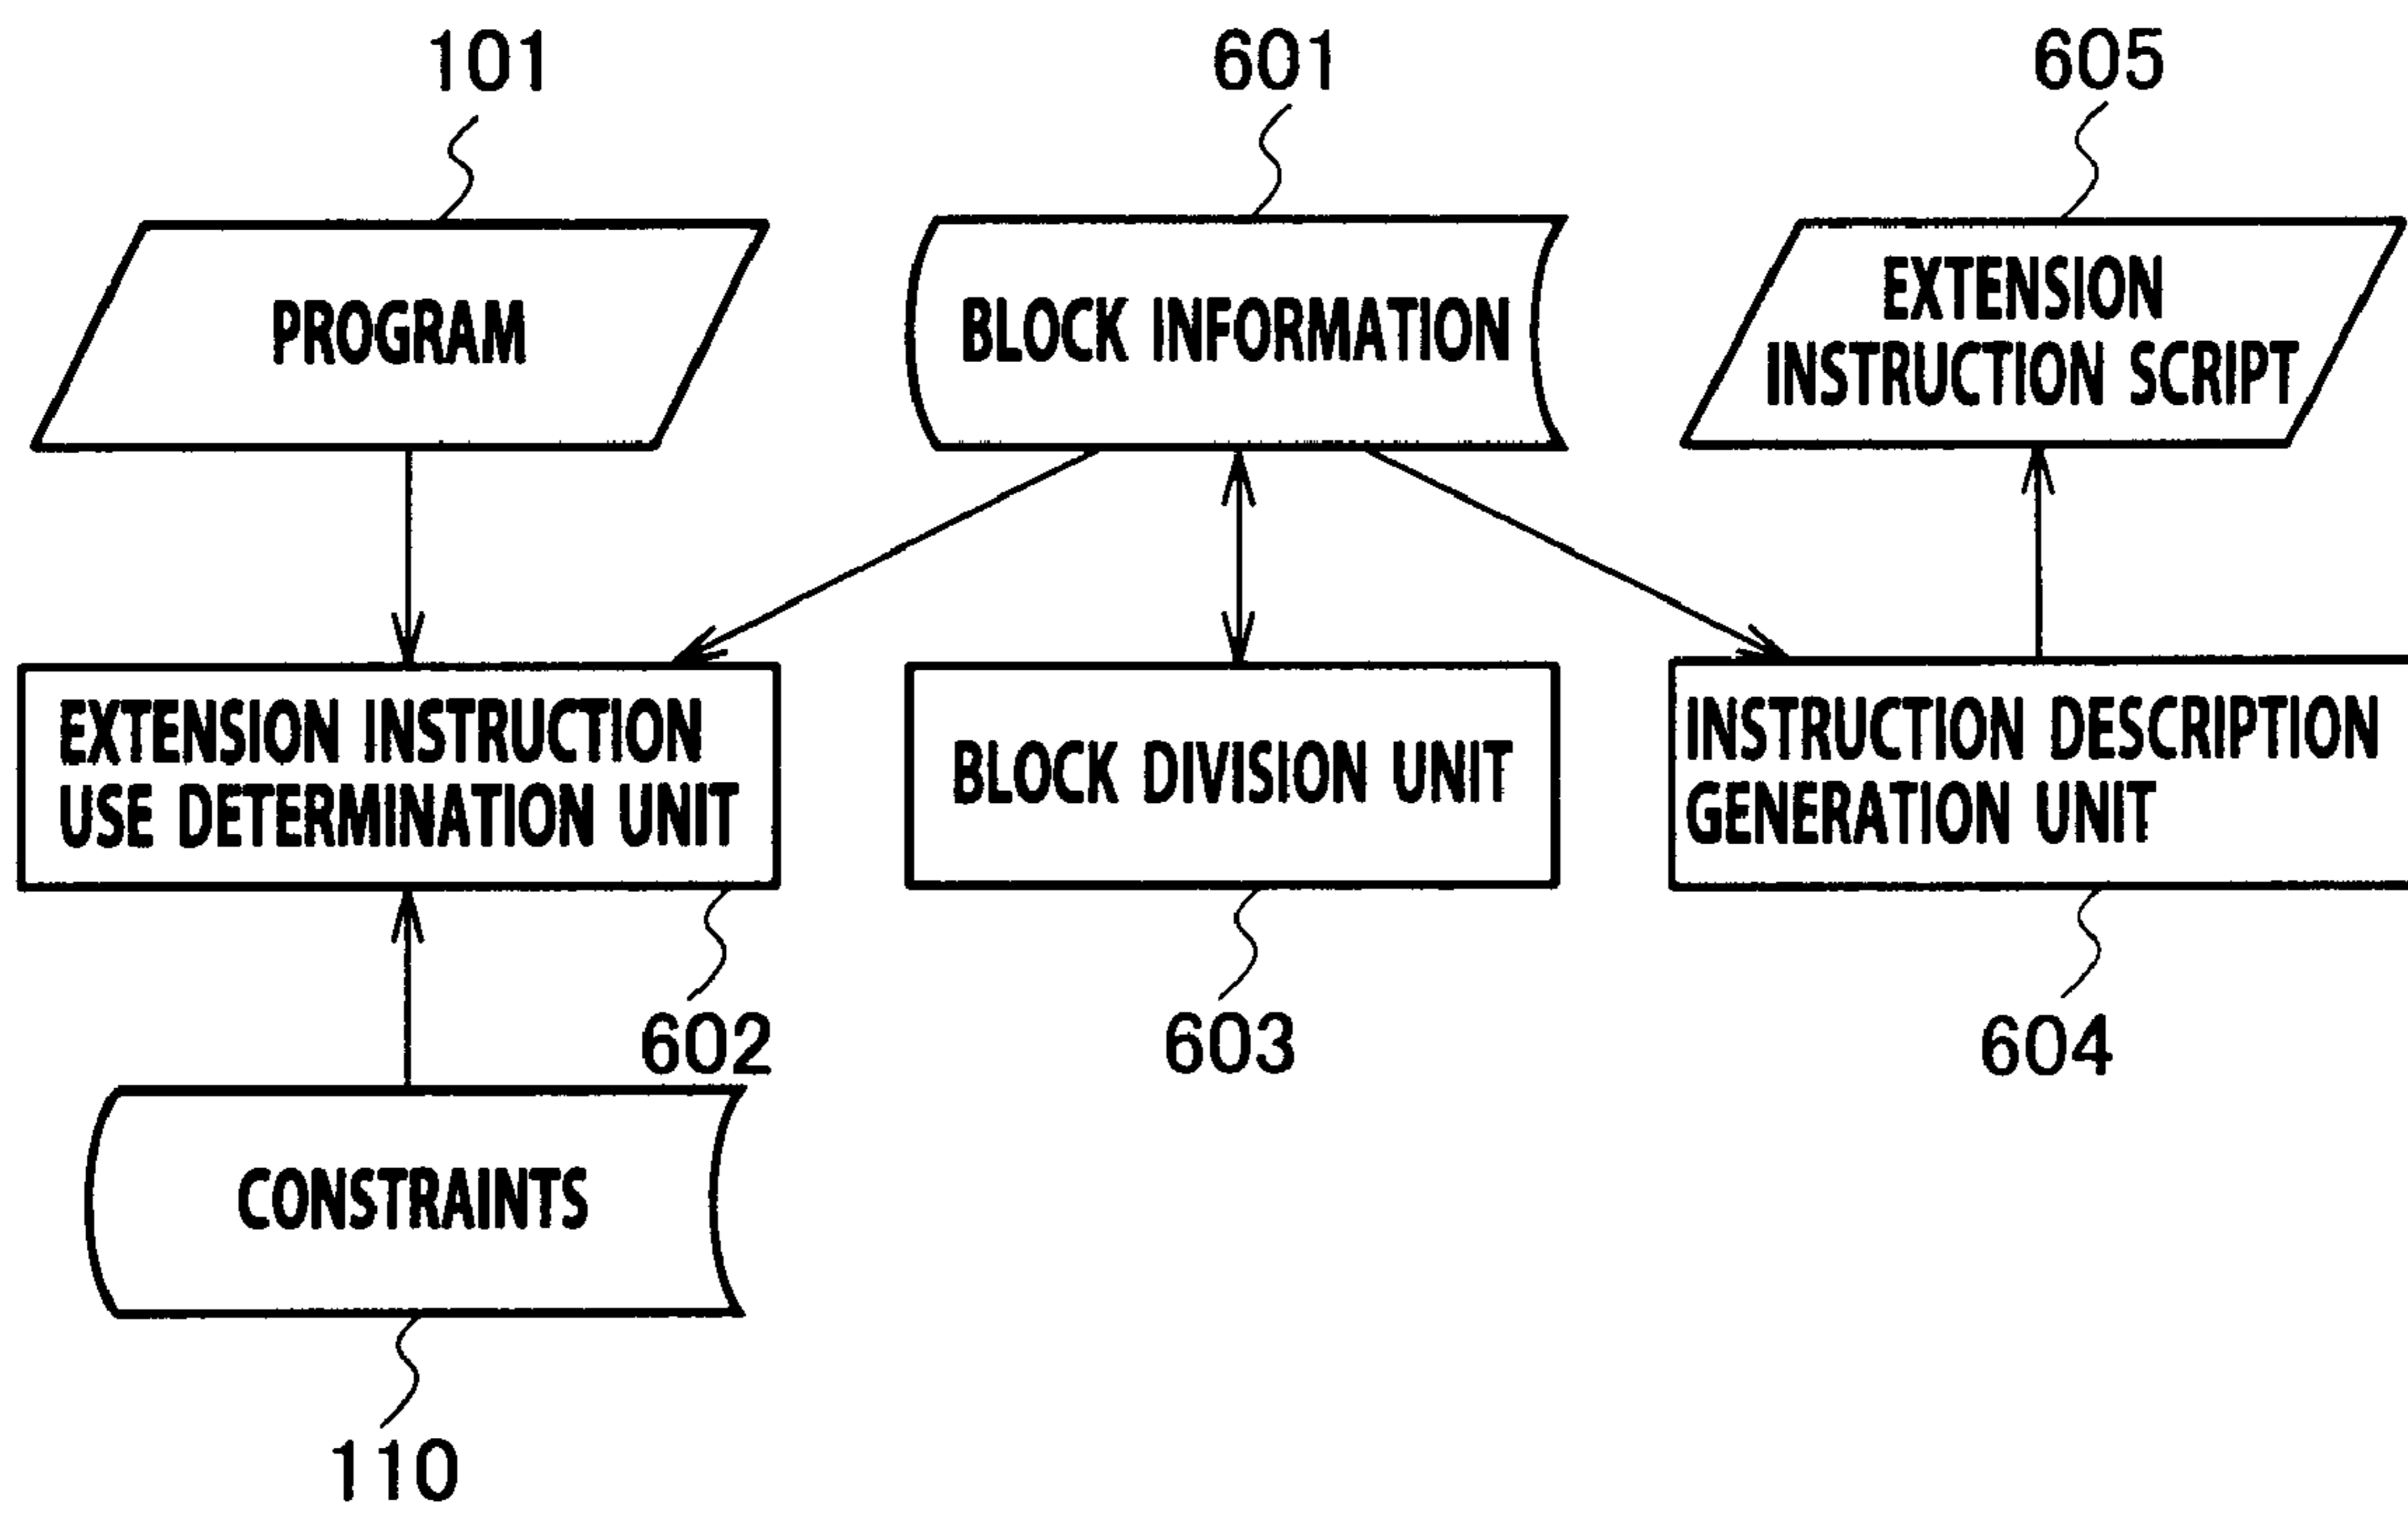 101
601
605
PROGRAM
BLOCK INFORMATION
EXTENSION
INSTRUCTION SCRIPT
EXTENSION INSTRUCTION
USE DETERMINATION UNIT
BLOCK DIVISION UNIT
INSTRUCTION DESCRIPTION
GENERATION UNIT
602
603
604
CONSTRAINTS
110